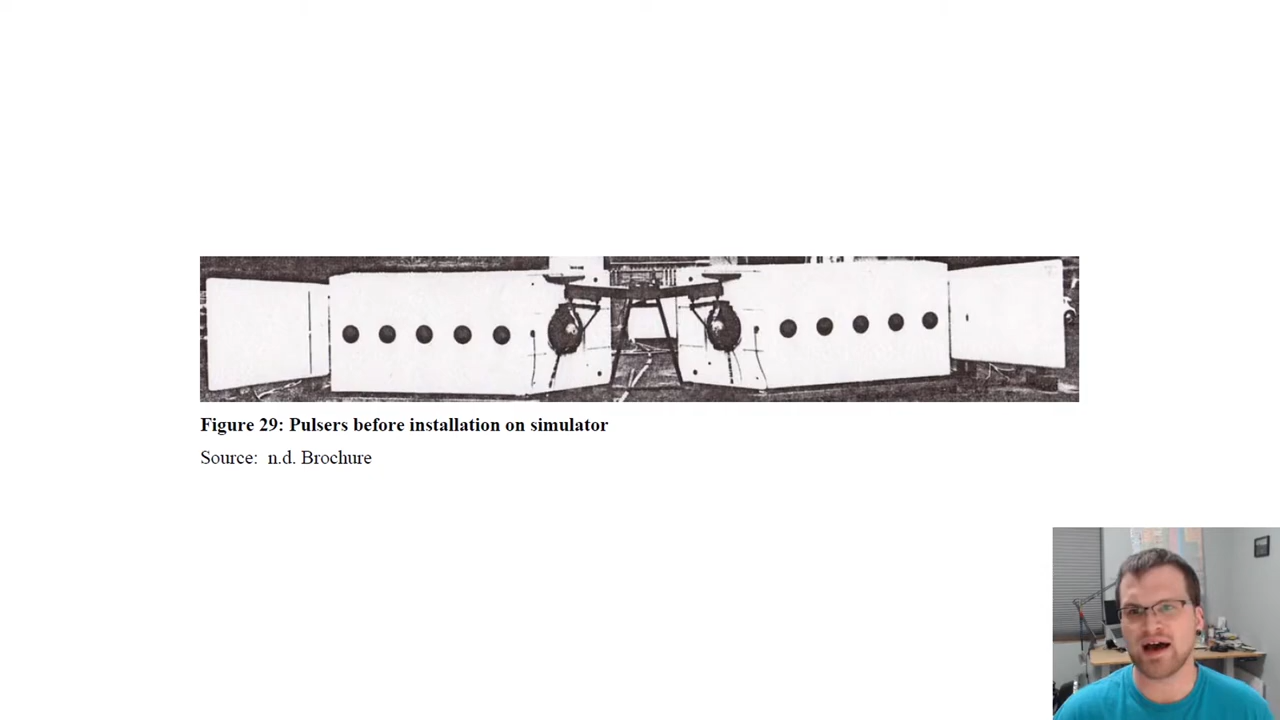 Figure 29: Pulsers before installation on simulator
Source: n.d. Brochure